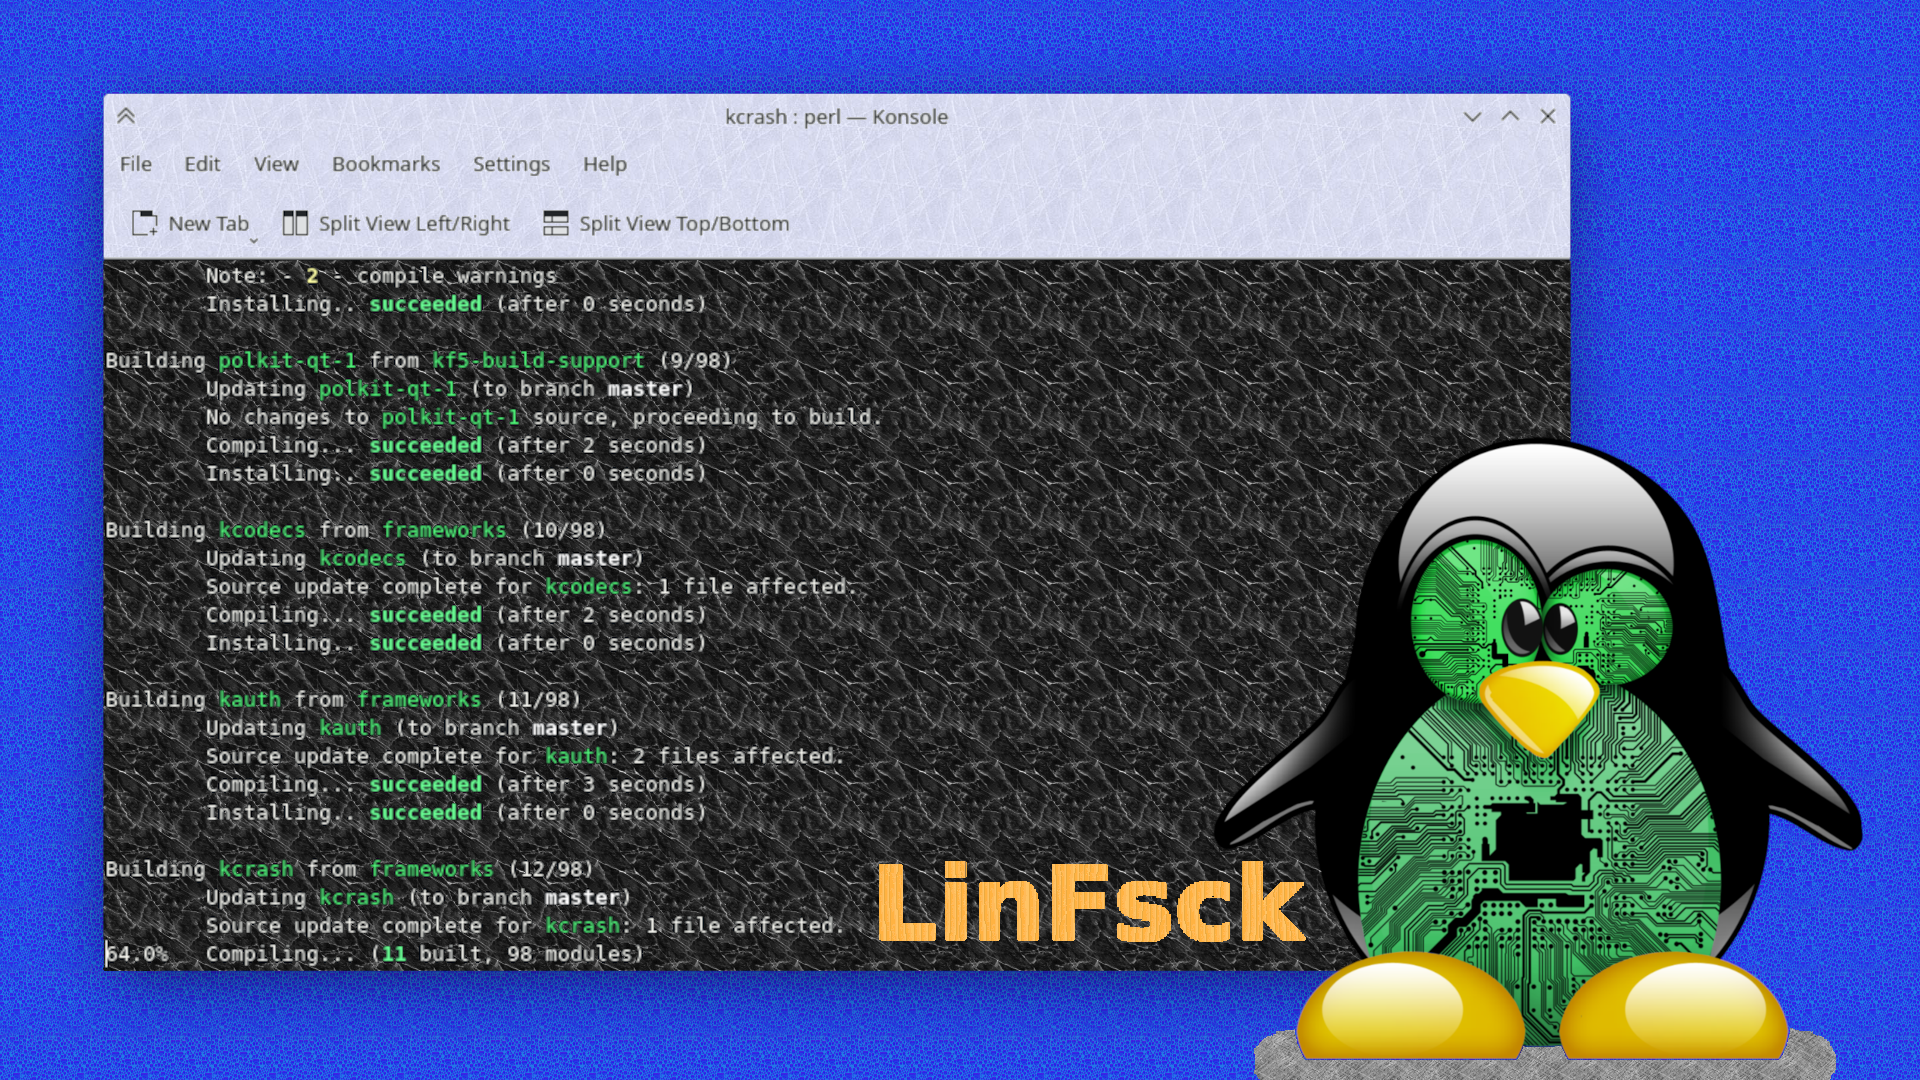 kcrash : perl — Konsole
File Edit View Bookmarks Settings Help
New Tab Split View Left/Right Split View Top/Bottom
Note: - 2 - compile warnings
Installing.. succeeded (after 0 seconds)
Building polkit-qt-1 from kf5-build-support (9/98)
Updating polkit-qt-1 (to branch master)
No changes to polkit-qt-1 source, proceeding to build.
Compiling... succeeded (after 2 seconds)
Installing.. succeeded (after 0 seconds)
Building kcodecs from frameworks (10/98)
Updating kcodecs (to branch master)
Source update complete for kcodecs: 1 file affected.
Compiling... succeeded (after 2 seconds)
Installing.. succeeded (after 0 seconds)
Building kauth from frameworks (11/98)
Updating kauth (to branch master)
Source update complete for kauth: 2 files affected.
Compiling... succeeded (after 3 seconds)
Installing.. succeeded (after 0 seconds)
Building kcrash from frameworks (12/98)
Updating kcrash (to branch master)
Source update complete for kcrash: 1 file affected.
64.0% Compiling... (11 built, 98 modules)
LinFsck